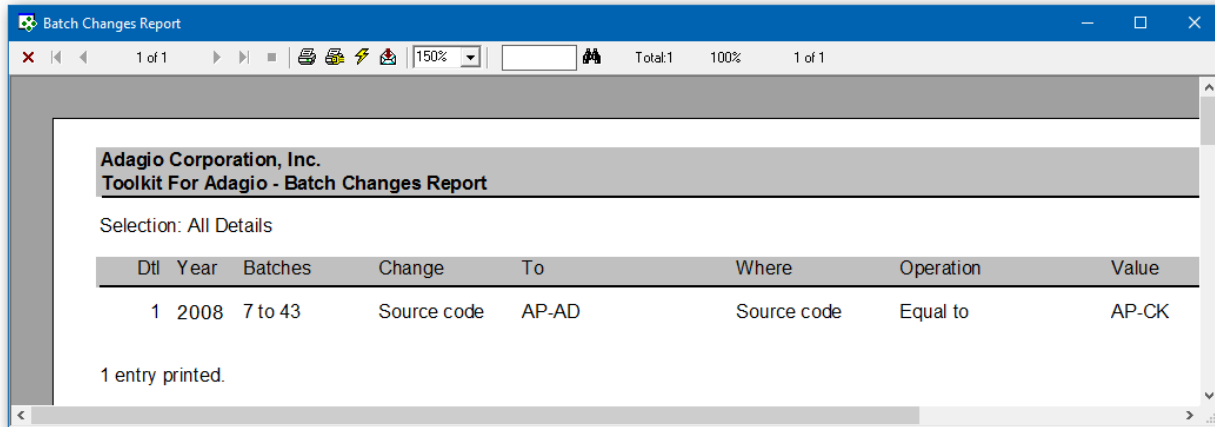 Batch Changes Report
1 of 1 150% Total:1 100% 1 of 1
Adagio Corporation, Inc.
Toolkit For Adagio - Batch Changes Report
Selection: All Details
Dtl Year Batches Change To Where Operation Value
1 2008 7 to 43 Source code AP-AD Source code Equal to AP-CK
1 entry printed.